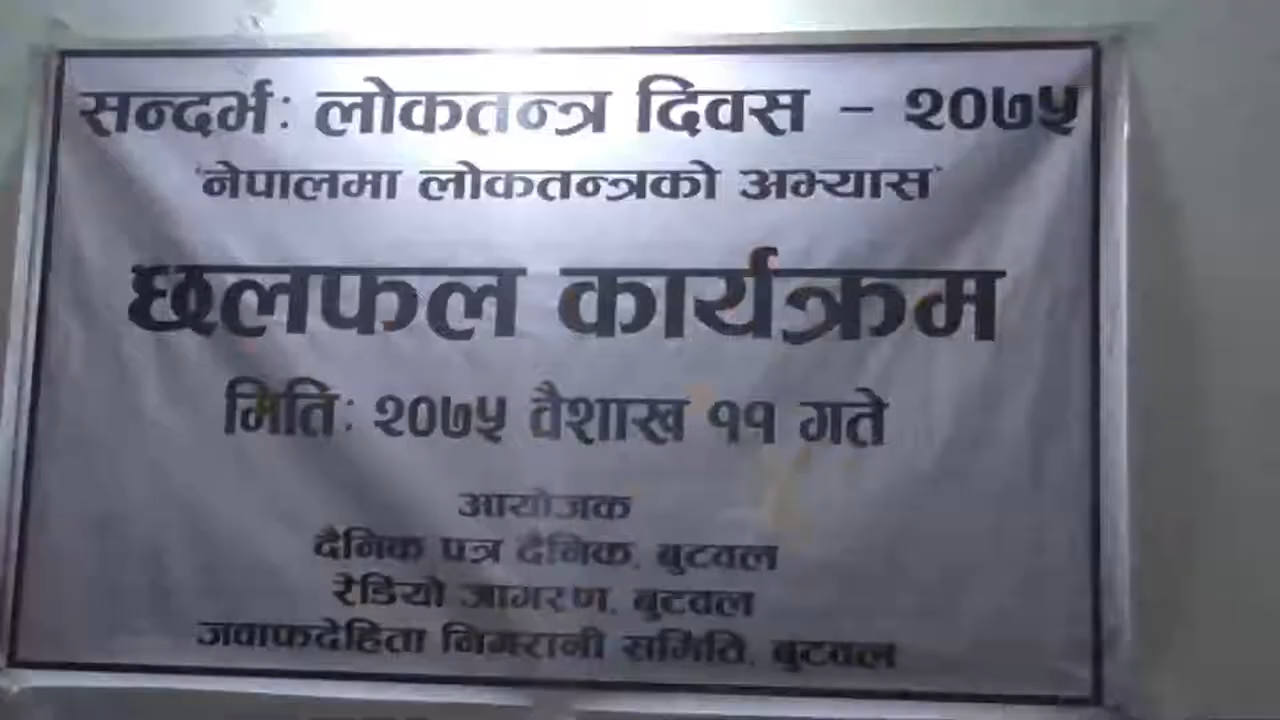 सन्दर्भः लोकतन्त्र दिवस - २०७५
"नेपालमा लोकतन्त्रको अभ्यास"
छलफल कार्यक्रम
मितिः २०७५ वैशाख ११ गते
आयोजक
दैनिक पत्र दैनिक, बुटवल
रेडियो जागरण, बुटवल
जवाफदेहिता निगरानी समिति, बुटवल